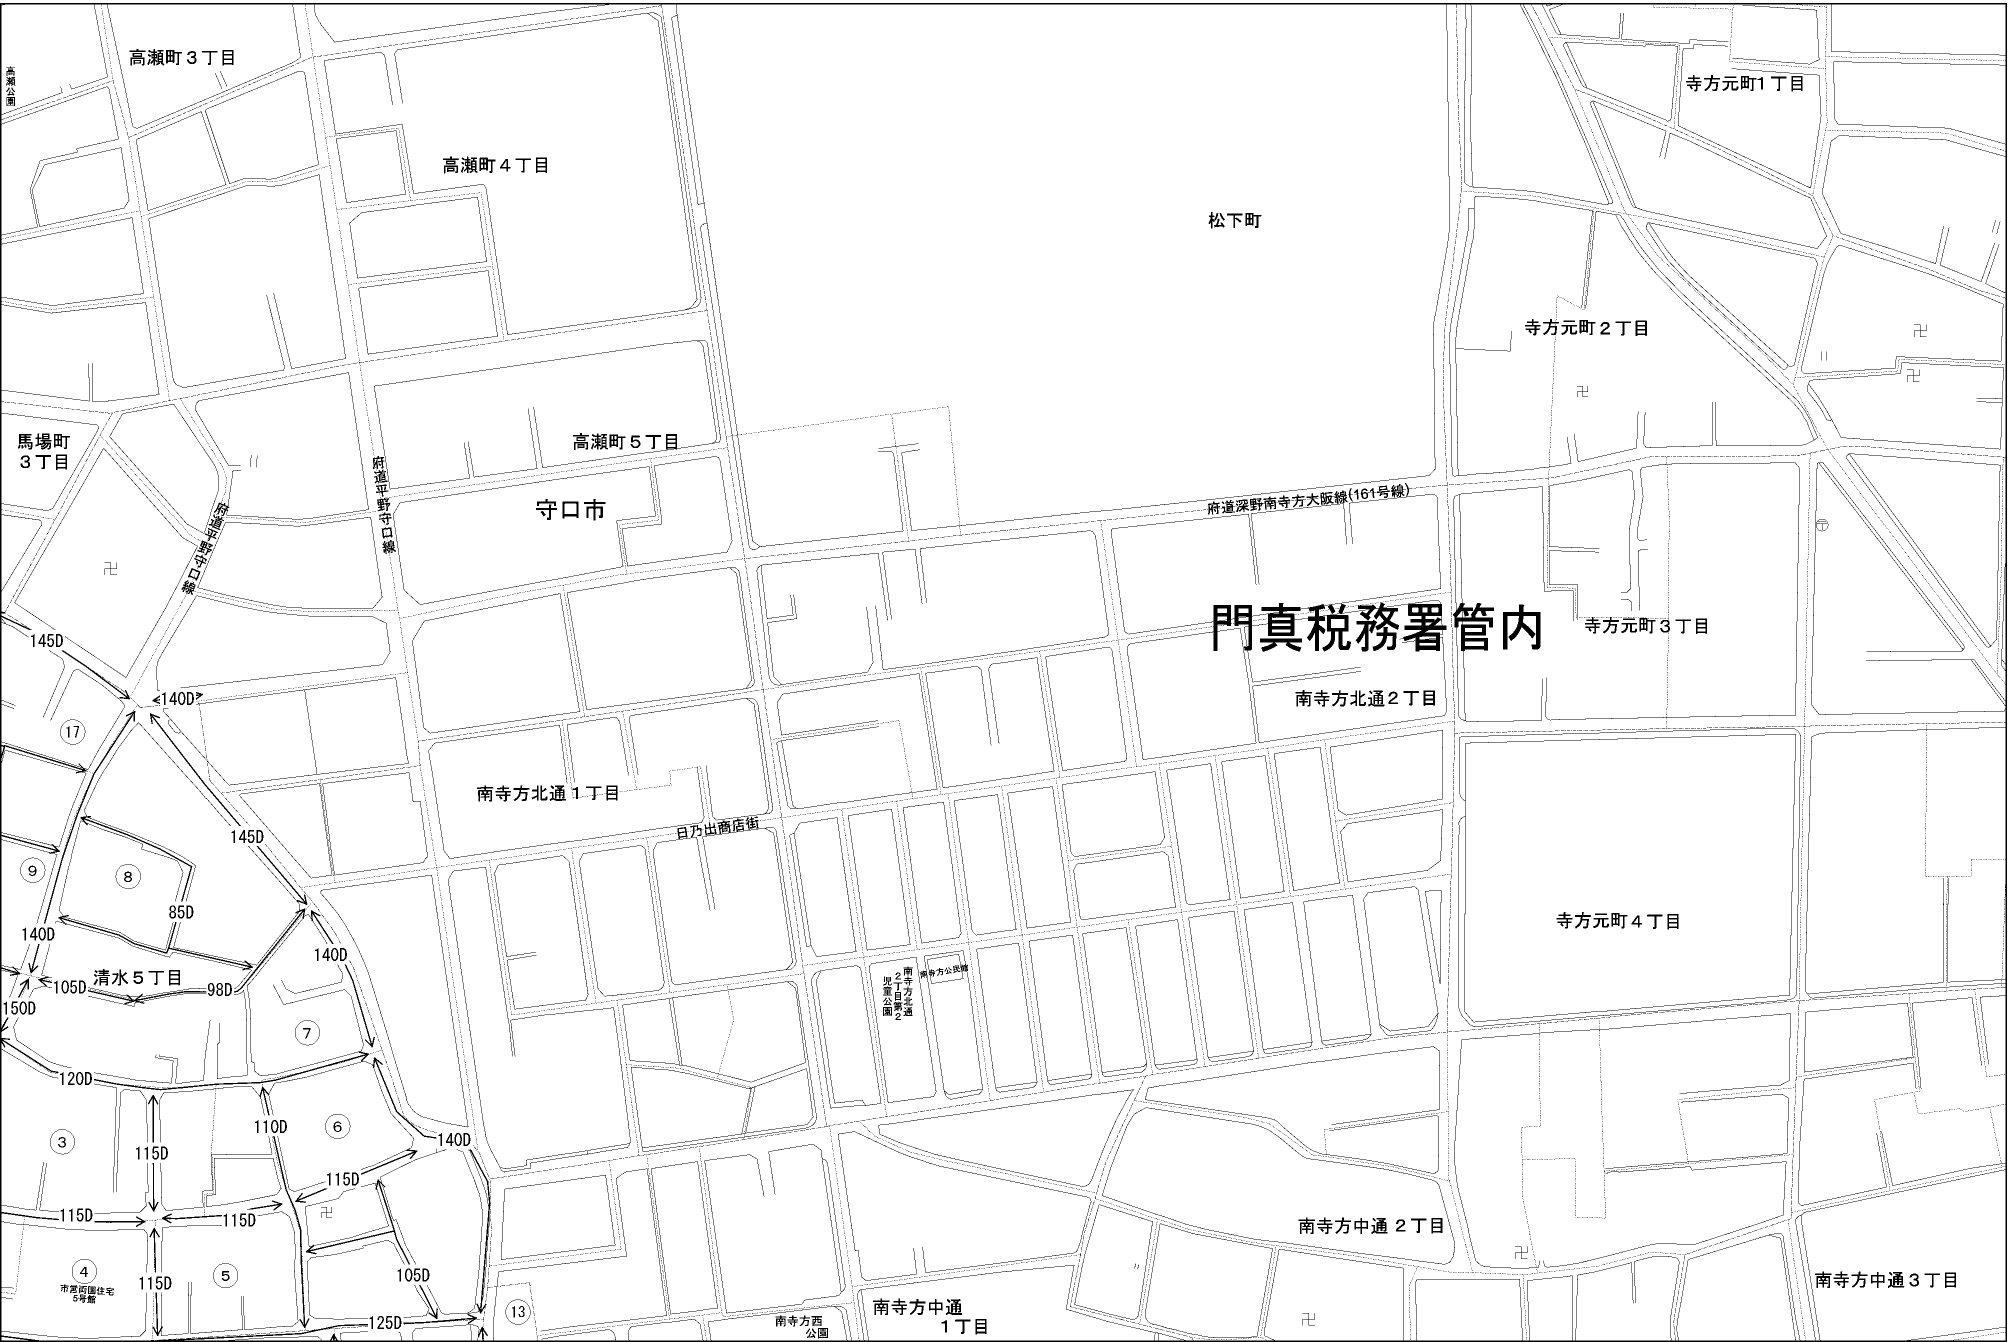 高瀬町３丁目
高瀬公園
寺方元町１丁目
高瀬町４丁目
松下町
寺方元町２丁目
馬場町
３丁目
高瀬町５丁目
府道平野守口線
守口市
府道深野南寺方大阪線(161号線)
府道平野守口線
門真税務署管内
寺方元町３丁目
145D
140D
南寺方北通２丁目
17
南寺方北通１丁目
日乃出商店街
145D
9
8
85D
寺方元町４丁目
140D
140D
清水５丁目
南寺方公民館
南寺方北通
２丁目第２
児童公園
105D
98D
150D
7
120D
110D
6
3
115D
140D
115D
115D
115D
南寺方中通２丁目
4
市営両国住宅
5号館
115D
5
105D
南寺方中通３丁目
13
125D
南寺方西
公園
南寺方中通
１丁目